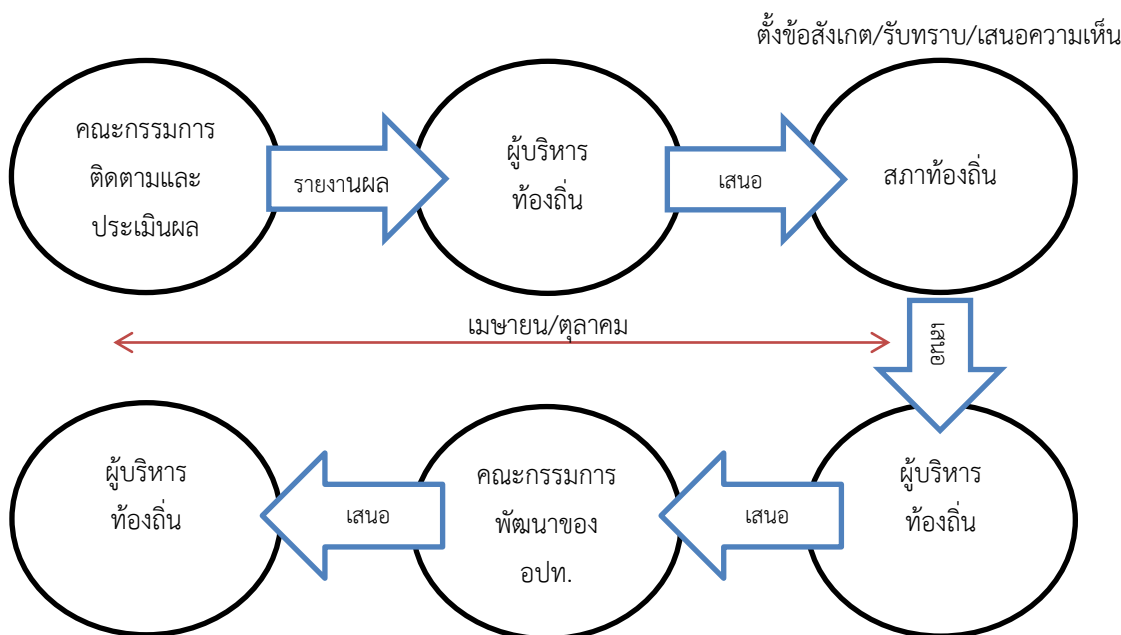 ตั้งข้อสังเกต/รับทราบ/เสนอความเห็น
คณะกรรมการ
ติดตามและ
ประเมินผล
รายงานผล
ผู้บริหาร
ท้องถิ่น
เสนอ
สภาท้องถิ่น
เมษายน/ตุลาคม
เสนอ
ผู้บริหาร
ท้องถิ่น
เสนอ
คณะกรรมการ
พัฒนาของ
อปท.
เสนอ
ผู้บริหาร
ท้องถิ่น